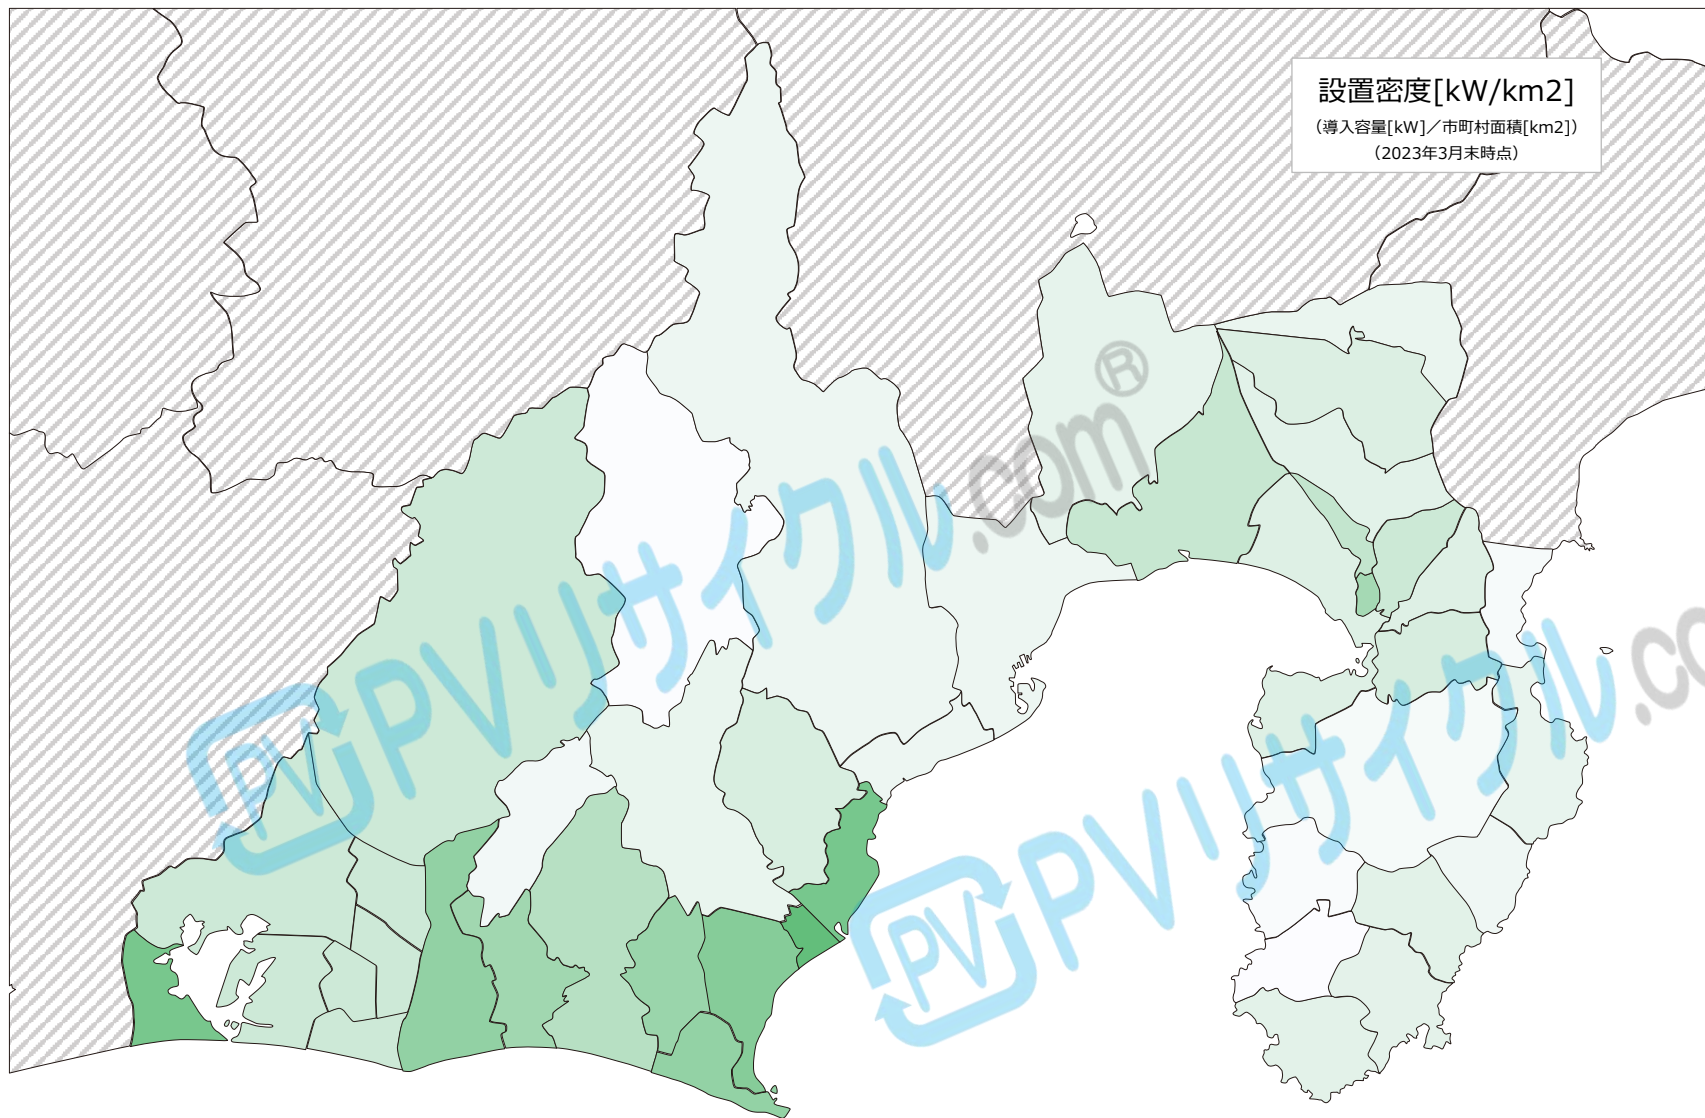 設置密度[kW/km2]
（導入容量[kW]／市町村面積[km2]）
（2023年3月末時点）
PV PVリサイクル.com®
PV PVリサイクル.co